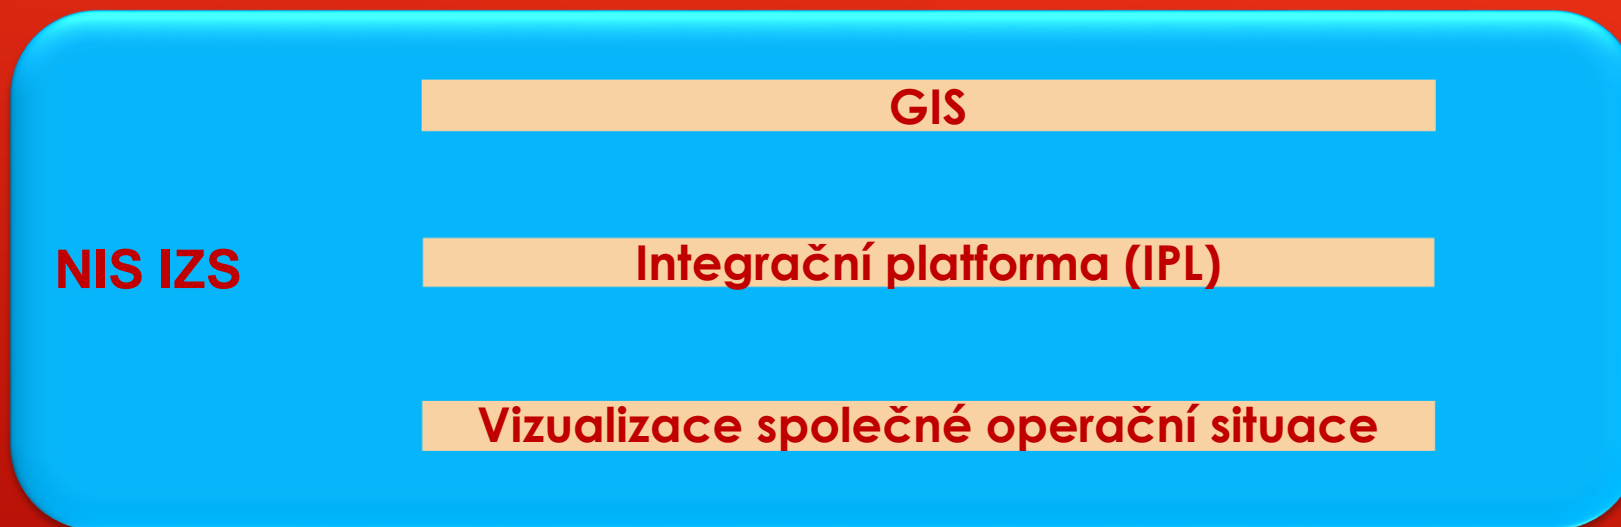 GIS
NIS IZS
Integrační platforma (IPL)
Vizualizace společné operační situace